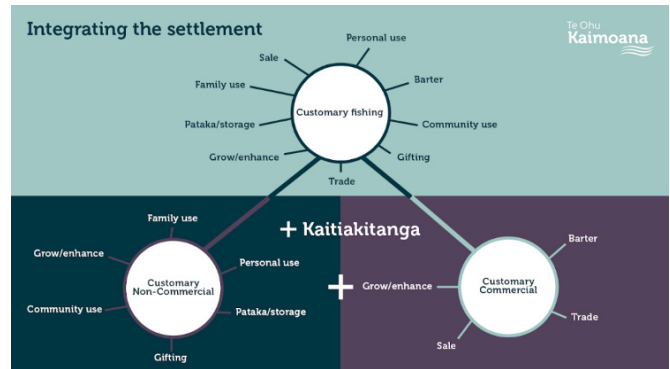 Integrating the settlement
Te Ohu
Kaimoana
Personal use
Sale
Barter
Family use
Customary fishing
Pataka/storage
Community use
Grow/enhance
Gifting
Trade
+ Kaitiakitanga
Family use
Grow/enhance
Personal use
Customary
Non-Commercial
Community use
Pataka/storage
Gifting
+
Barter
Grow/enhance
Customary
Commercial
Trade
Sale